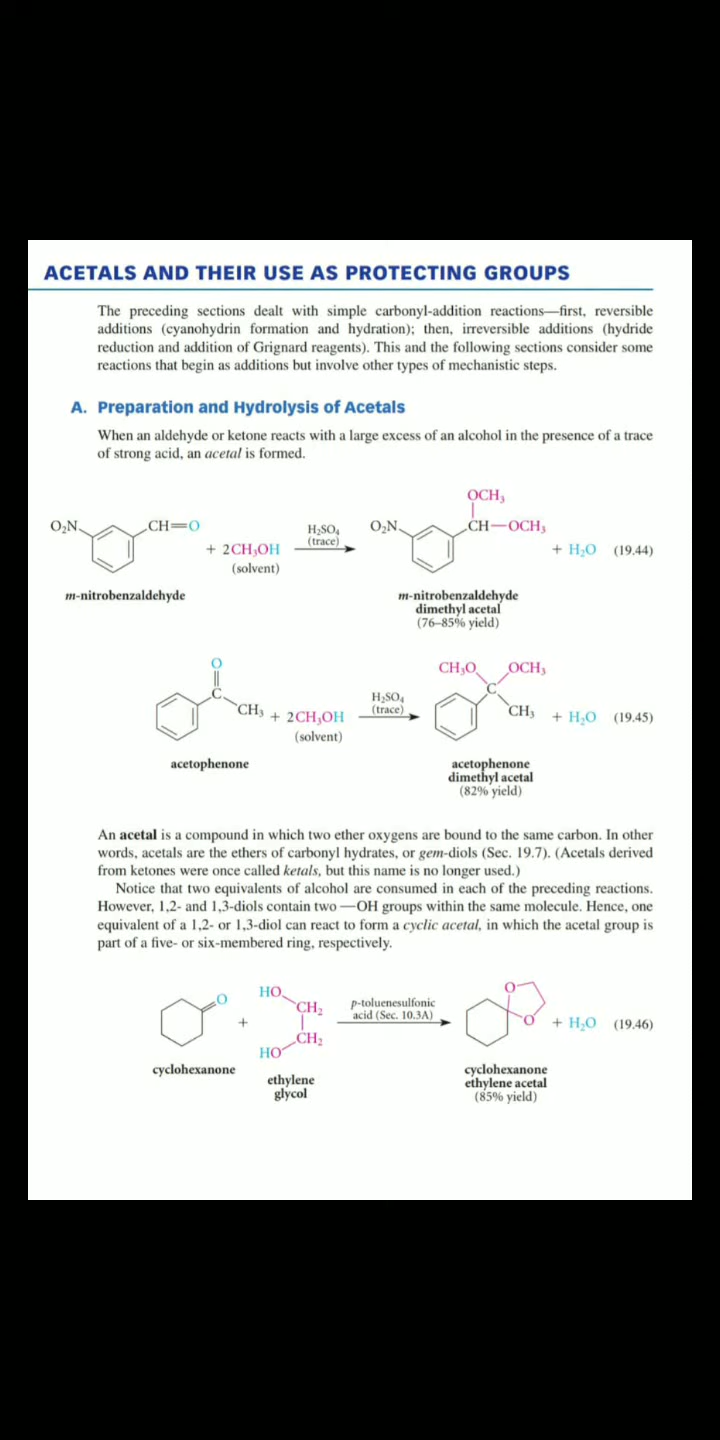 ACETALS AND THEIR USE AS PROTECTING GROUPS
The preceding sections dealt with simple carbonyl-addition reactions—first, reversible
additions (cyanohydrin formation and hydration); then, irreversible additions (hydride
reduction and addition of Grignard reagents). This and the following sections consider some
reactions that begin as additions but involve other types of mechanistic steps.
A. Preparation and Hydrolysis of Acetals
When an aldehyde or ketone reacts with a large excess of an alcohol in the presence of a trace
of strong acid, an acetal is formed.
OCH₃
O₂N CH=O + 2CH₃OH H₂SO₄ O₂N CH—OCH₃ + H₂O (19.44)
(solvent) (trace)
m-nitrobenzaldehyde m-nitrobenzaldehyde
dimethyl acetal
(76–85% yield)
O CH₃O OCH₃
C CH₃ + 2CH₃OH H₂SO₄ C CH₃ + H₂O (19.45)
(solvent) (trace)
acetophenone acetophenone
dimethyl acetal
(82% yield)
An acetal is a compound in which two ether oxygens are bound to the same carbon. In other
words, acetals are the ethers of carbonyl hydrates, or gem-diols (Sec. 19.7). (Acetals derived
from ketones were once called ketals, but this name is no longer used.)
Notice that two equivalents of alcohol are consumed in each of the preceding reactions.
However, 1,2- and 1,3-diols contain two —OH groups within the same molecule. Hence, one
equivalent of a 1,2- or 1,3-diol can react to form a cyclic acetal, in which the acetal group is
part of a five- or six-membered ring, respectively.
O HO CH₂ p-toluenesulfonic O
+ acid (Sec. 10.3A) O + H₂O (19.46)
HO CH₂
cyclohexanone ethylene cyclohexanone
glycol ethylene acetal
(85% yield)